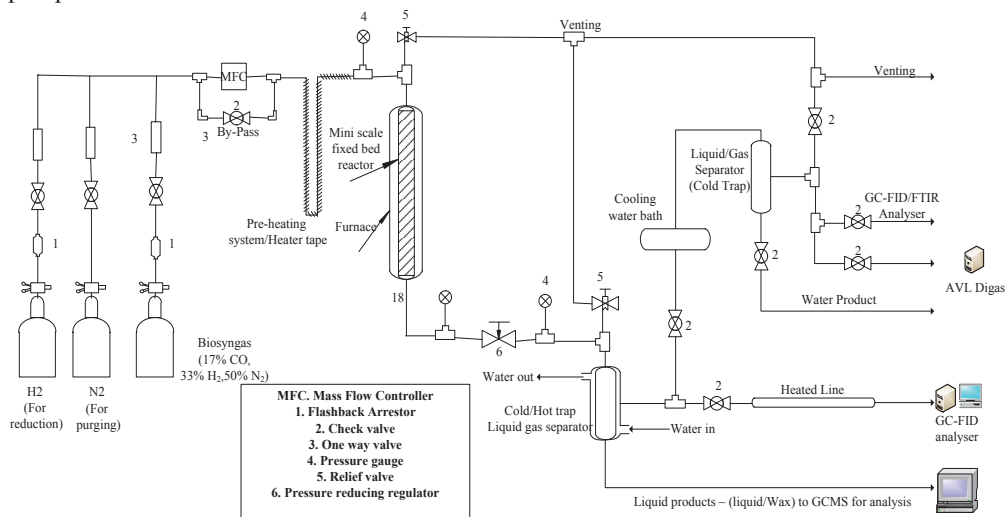 4
5
Venting
MFC
2
3
By-Pass
Venting
2
3
Mini scale
fixed bed
reactor
Liquid/Gas
Separator
(Cold Trap)
Cooling
water bath
2
GC-FID/FTIR
Analyser
1
1
Pre-heating
system/Heater tape
Furnace
2
2
AVL Digas
18
4
5
Water Product
6
2
Biosyngas
(17% CO,
33% H2,50% N2)
H2
(For
reduction)
N2
(For
purging)
MFC. Mass Flow Controller
1. Flashback Arrestor
2. Check valve
3. One way valve
4. Pressure gauge
5. Relief valve
6. Pressure reducing regulator
Water out
2
Heated Line
Cold/Hot trap
Liquid gas separator
Water in
GC-FID
analyser
Liquid products – (liquid/Wax) to GCMS for analysis